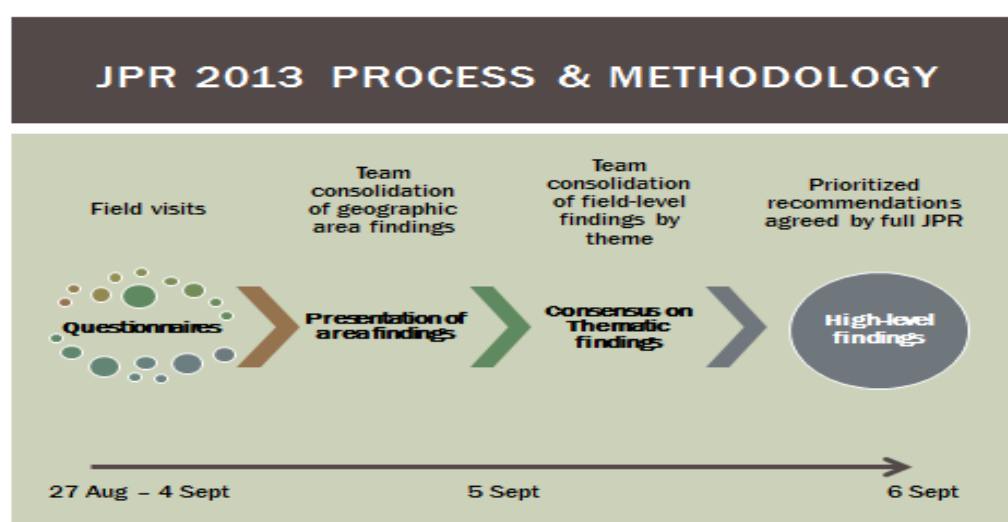 JPR 2013 PROCESS & METHODOLOGY
Field visits
Team
consolidation
of geographic
area findings
Team
consolidation
of field-level
findings by
theme
Prioritized
recommendations
agreed by full JPR
Questionnaires
Presentation of
area findings
Consensus on
Thematic
findings
High-level
findings
27 Aug – 4 Sept
5 Sept
6 Sept